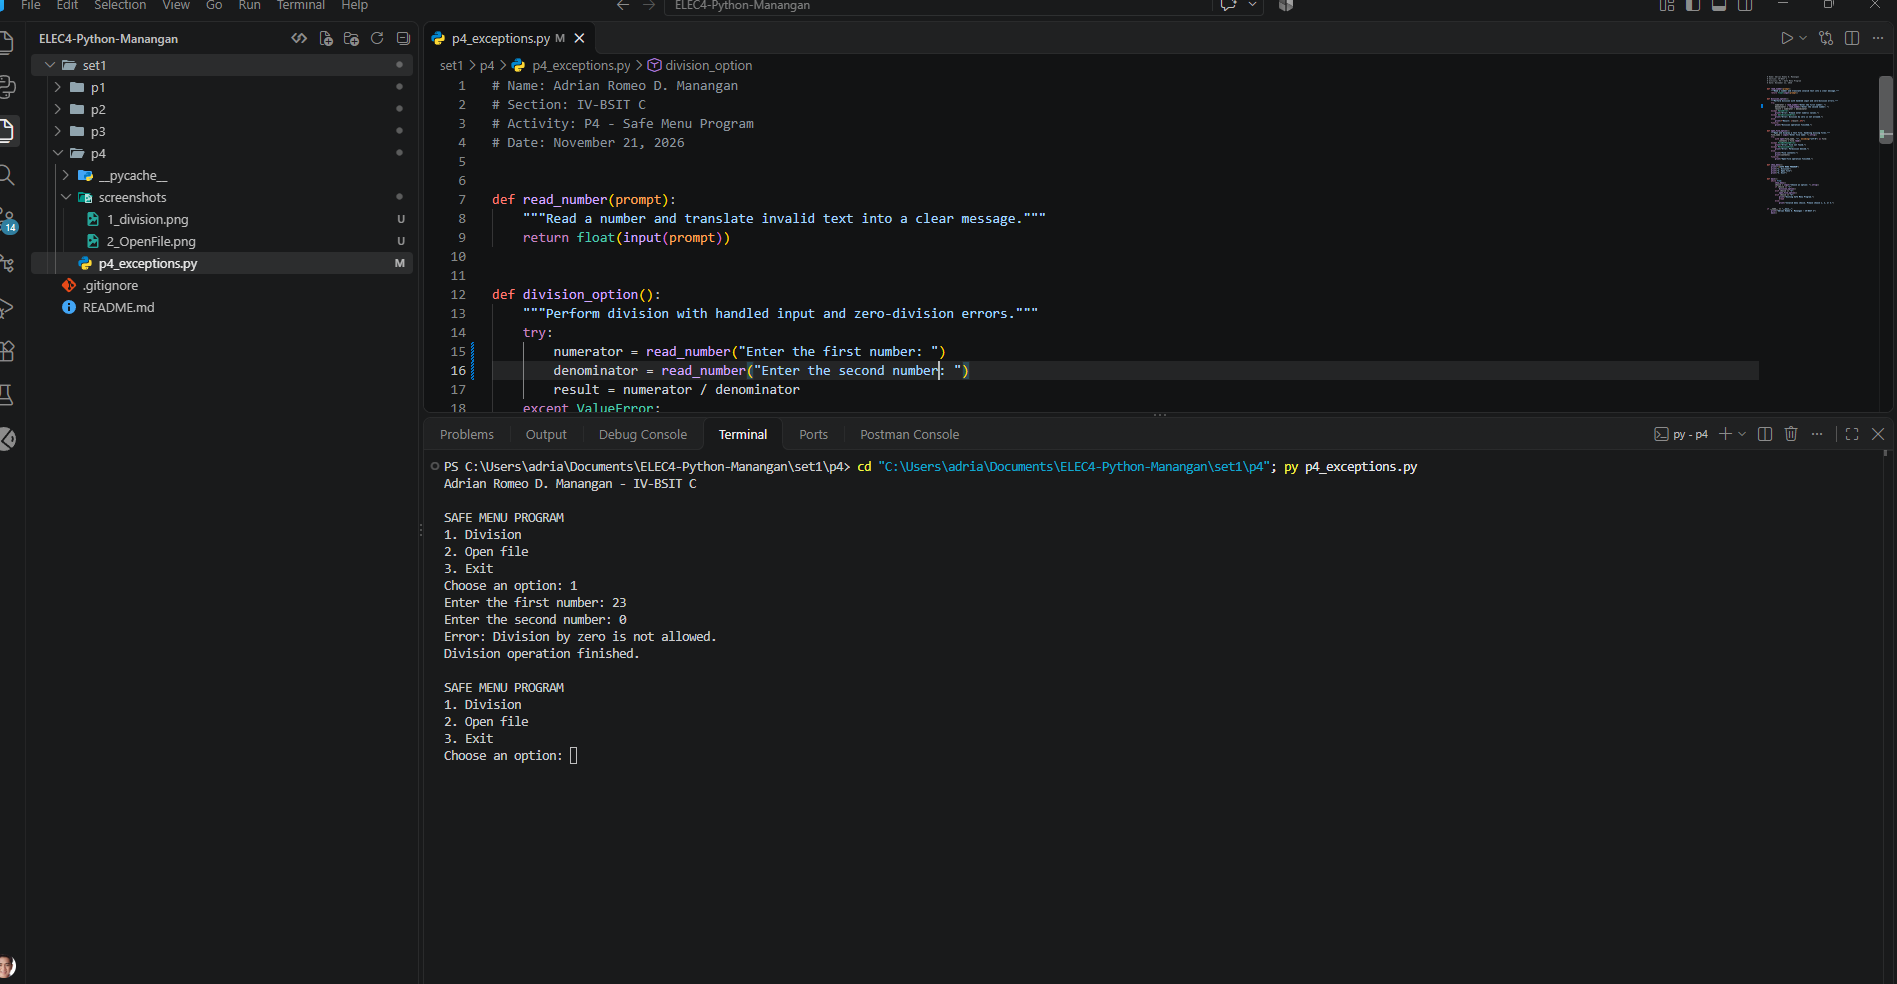 File Edit Selection View Go Run Terminal Help
ELEC4-Python-Manangan
ELEC4-Python-Manangan
set1
p1
p2
p3
p4
__pycache__
screenshots
1_division.png U
2_OpenFile.png U
p4_exceptions.py M
.gitignore
README.md
14
p4_exceptions.py M
set1 > p4 > p4_exceptions.py > division_option
1 # Name: Adrian Romeo D. Manangan
2 # Section: IV-BSIT C
3 # Activity: P4 - Safe Menu Program
4 # Date: November 21, 2026
5
6
7 def read_number(prompt):
8 """Read a number and translate invalid text into a clear message."""
9 return float(input(prompt))
10
11
12 def division_option():
13 """Perform division with handled input and zero-division errors."""
14 try:
15 numerator = read_number("Enter the first number: ")
16 denominator = read_number("Enter the second number: ")
17 result = numerator / denominator
18 except ValueError:
Problems Output Debug Console Terminal Ports Postman Console
py - p4
PS C:\Users\adria\Documents\ELEC4-Python-Manangan\set1\p4> cd "C:\Users\adria\Documents\ELEC4-Python-Manangan\set1\p4"; py p4_exceptions.py
Adrian Romeo D. Manangan - IV-BSIT C
SAFE MENU PROGRAM
1. Division
2. Open file
3. Exit
Choose an option: 1
Enter the first number: 23
Enter the second number: 0
Error: Division by zero is not allowed.
Division operation finished.
SAFE MENU PROGRAM
1. Division
2. Open file
3. Exit
Choose an option: